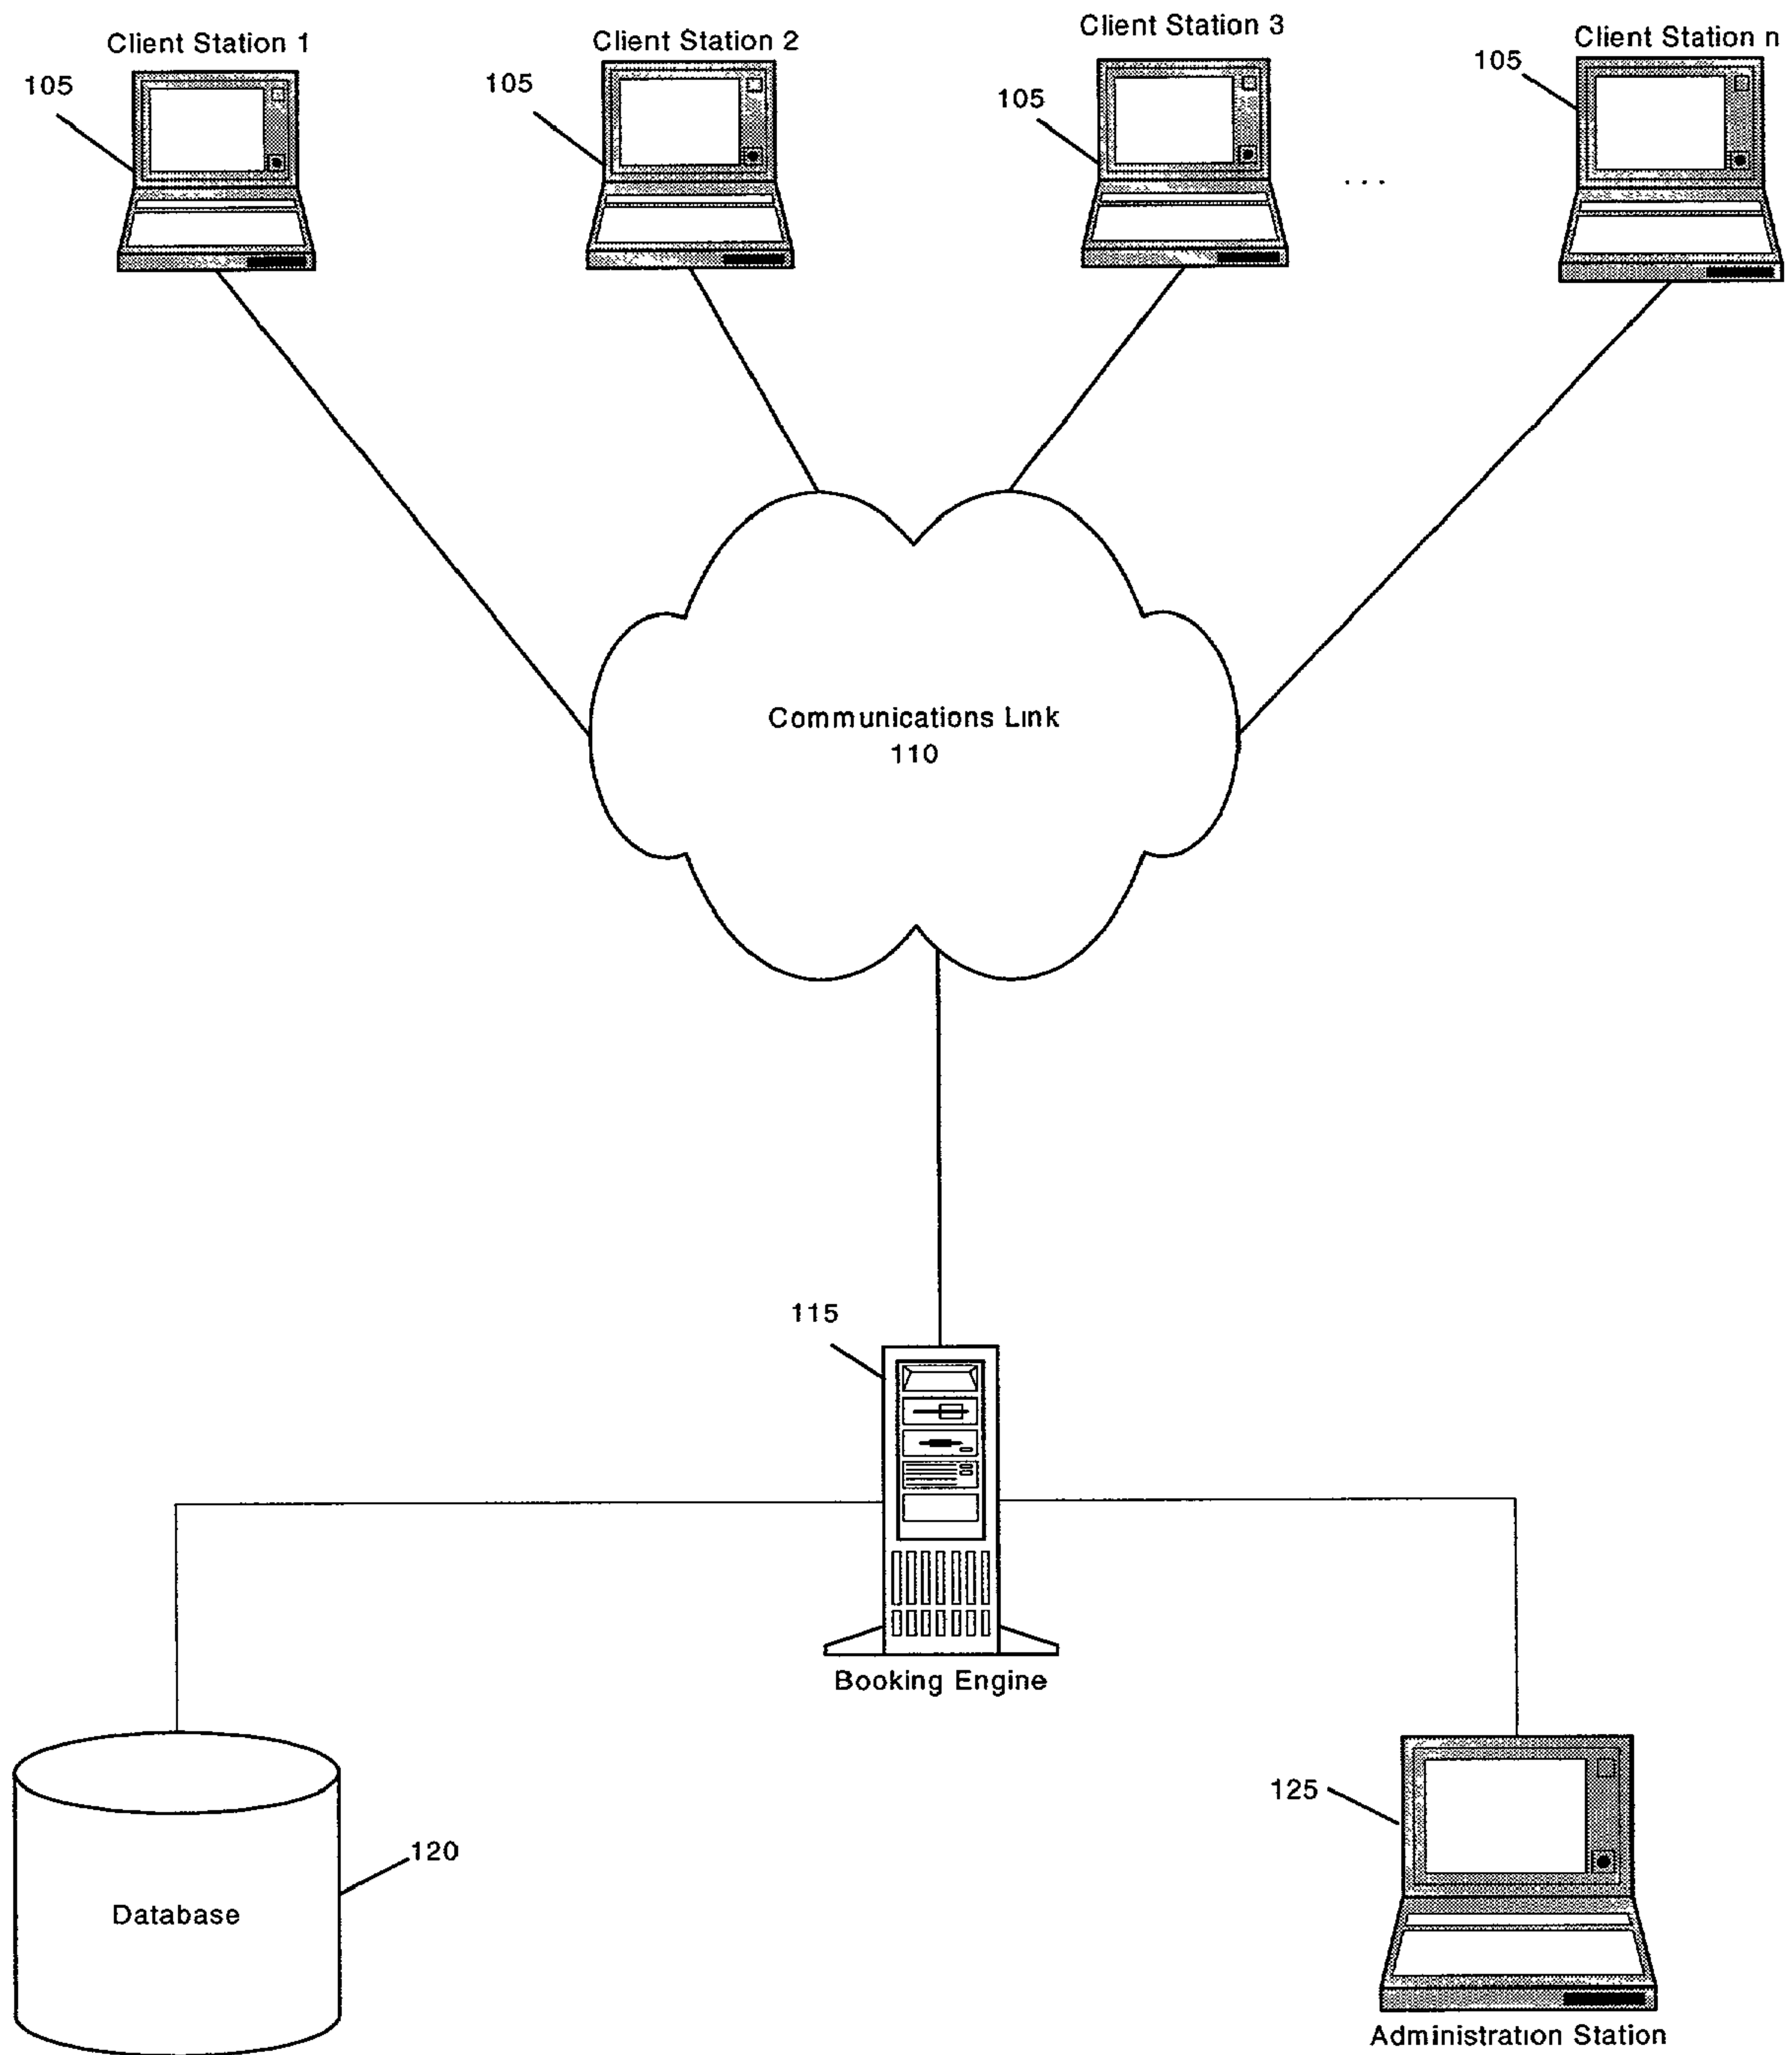 Client Station 1
Client Station 2
Client Station 3
Client Station n
105
105
105
105
...
Communications Link
110
115
Booking Engine
120
Database
125
Administration Station